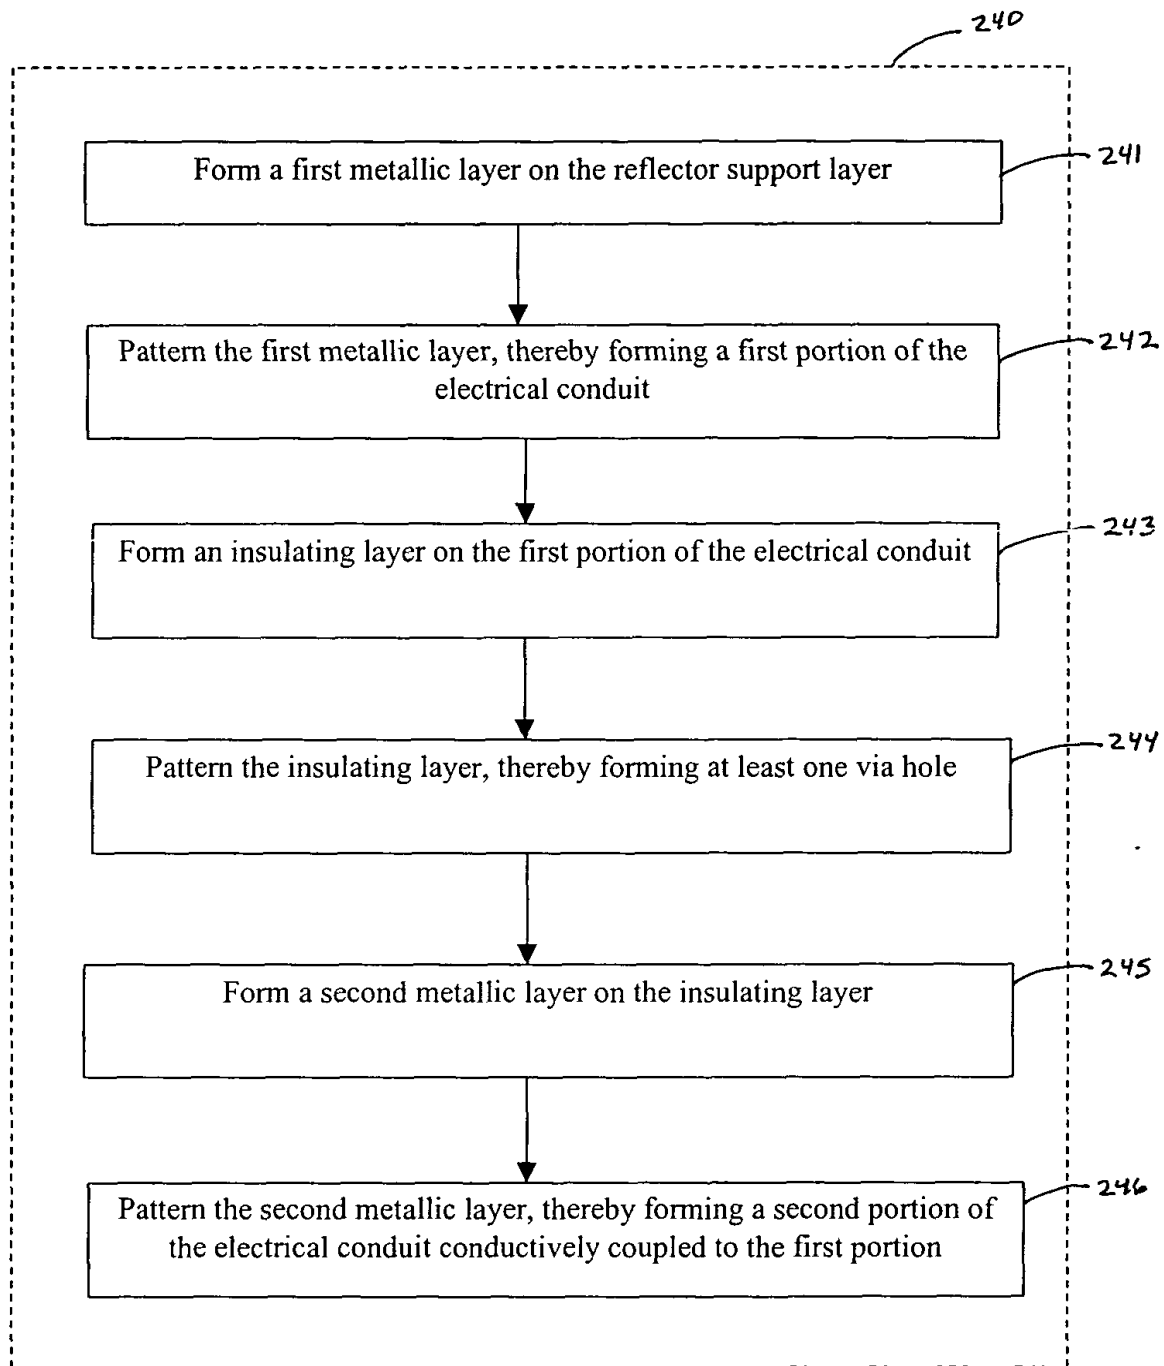 240
Form a first metallic layer on the reflector support layer
241
Pattern the first metallic layer, thereby forming a first portion of the
electrical conduit
242
Form an insulating layer on the first portion of the electrical conduit
243
Pattern the insulating layer, thereby forming at least one via hole
244
Form a second metallic layer on the insulating layer
245
Pattern the second metallic layer, thereby forming a second portion of
the electrical conduit conductively coupled to the first portion
246